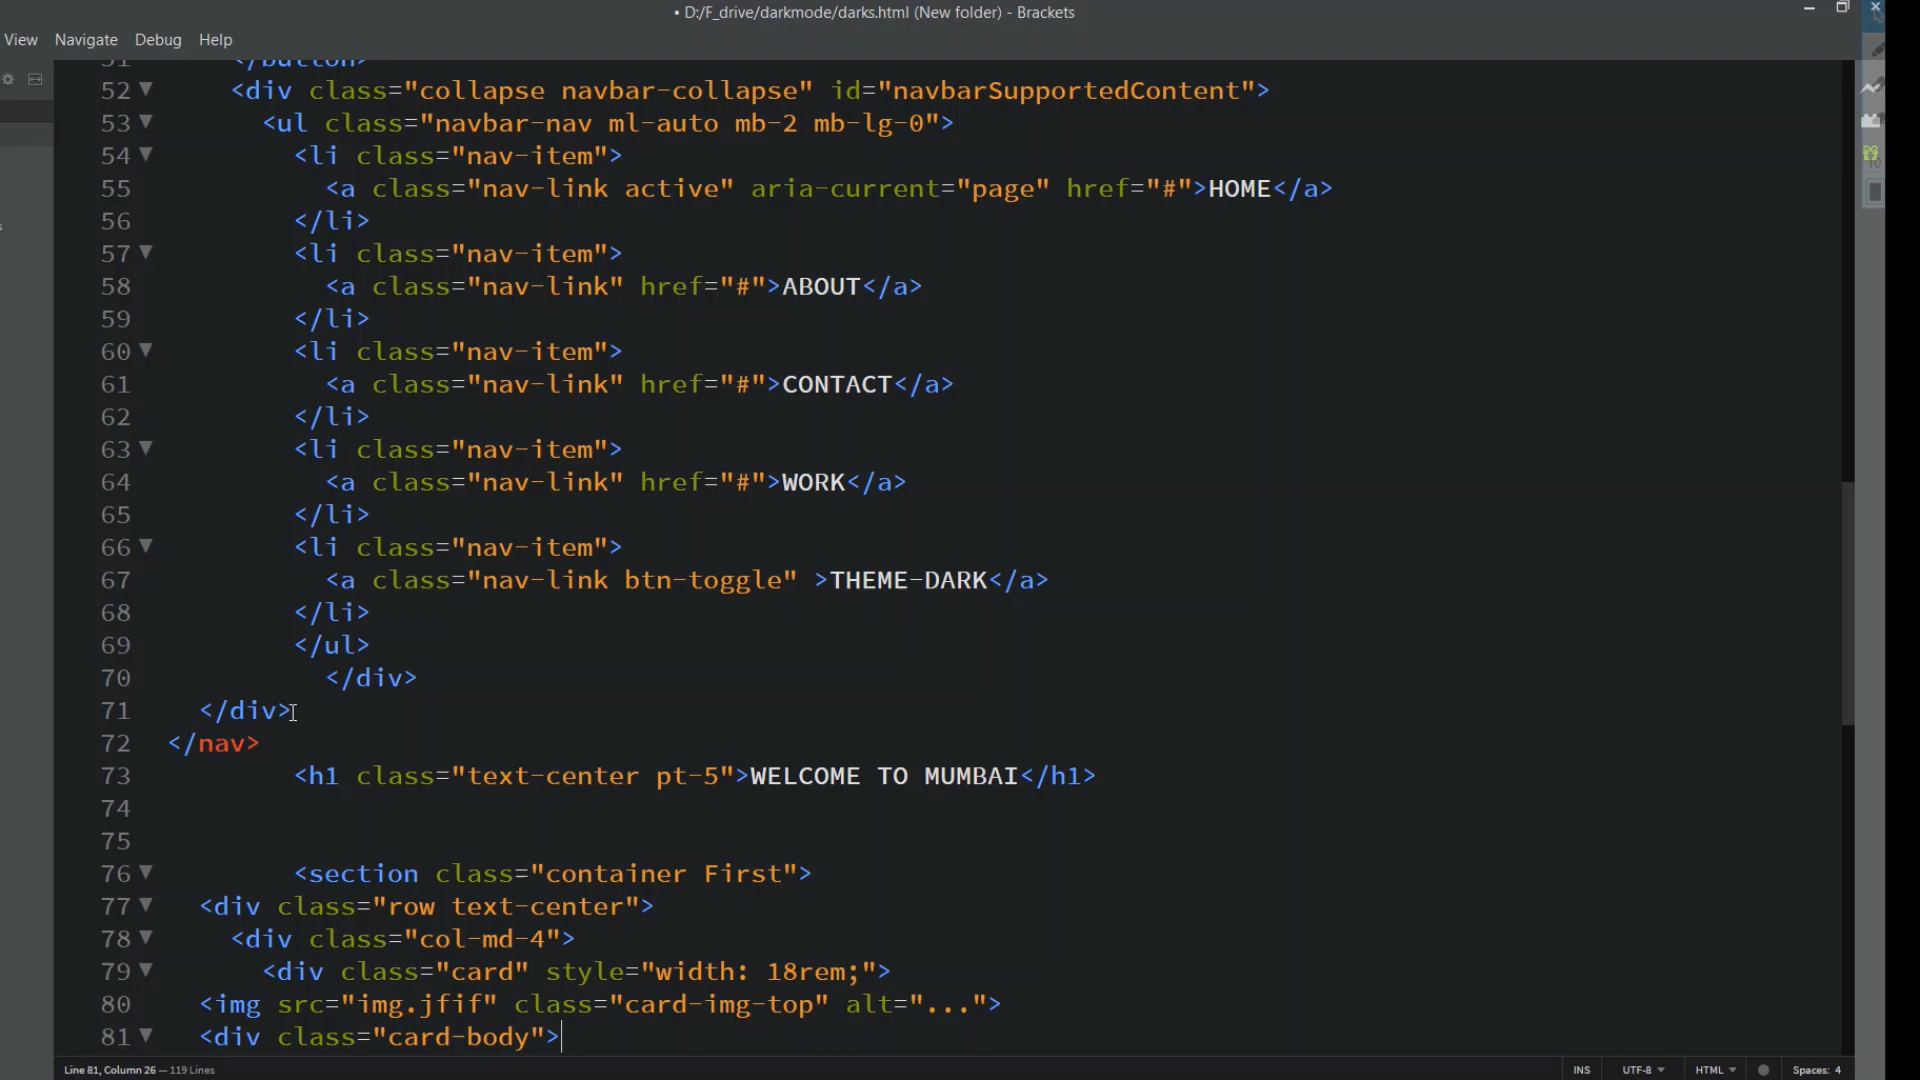 • D:/F_drive/darkmode/darks.html (New folder) - Brackets
View Navigate Debug Help
51 </button>
52 <div class="collapse navbar-collapse" id="navbarSupportedContent">
53 <ul class="navbar-nav ml-auto mb-2 mb-lg-0">
54 <li class="nav-item">
55 <a class="nav-link active" aria-current="page" href="#">HOME</a>
56 </li>
57 <li class="nav-item">
58 <a class="nav-link" href="#">ABOUT</a>
59 </li>
60 <li class="nav-item">
61 <a class="nav-link" href="#">CONTACT</a>
62 </li>
63 <li class="nav-item">
64 <a class="nav-link" href="#">WORK</a>
65 </li>
66 <li class="nav-item">
67 <a class="nav-link btn-toggle" >THEME-DARK</a>
68 </li>
69 </ul>
70 </div>
71 </div>
72 </nav>
73 <h1 class="text-center pt-5">WELCOME TO MUMBAI</h1>
74
75
76 <section class="container First">
77 <div class="row text-center">
78 <div class="col-md-4">
79 <div class="card" style="width: 18rem;">
80 <img src="img.jfif" class="card-img-top" alt="...">
81 <div class="card-body">
Line 81, Column 26 — 119 Lines
INS UTF-8 HTML Spaces: 4